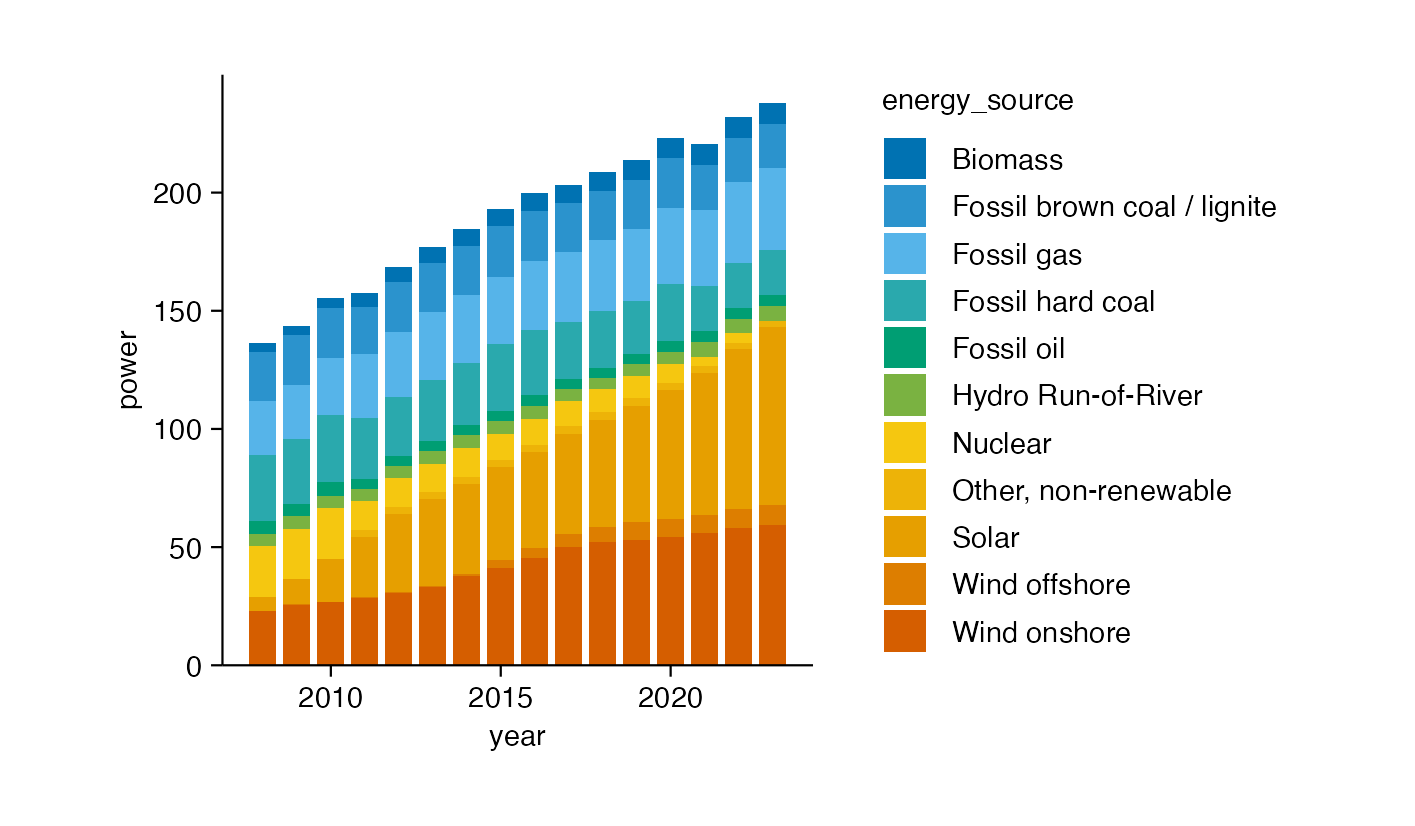 energy_source
Biomass
Fossil brown coal / lignite
Fossil gas
Fossil hard coal
Fossil oil
Hydro Run-of-River
Nuclear
Other, non-renewable
Solar
Wind offshore
Wind onshore
power
200
150
100
50
0
2010 2015 2020
year